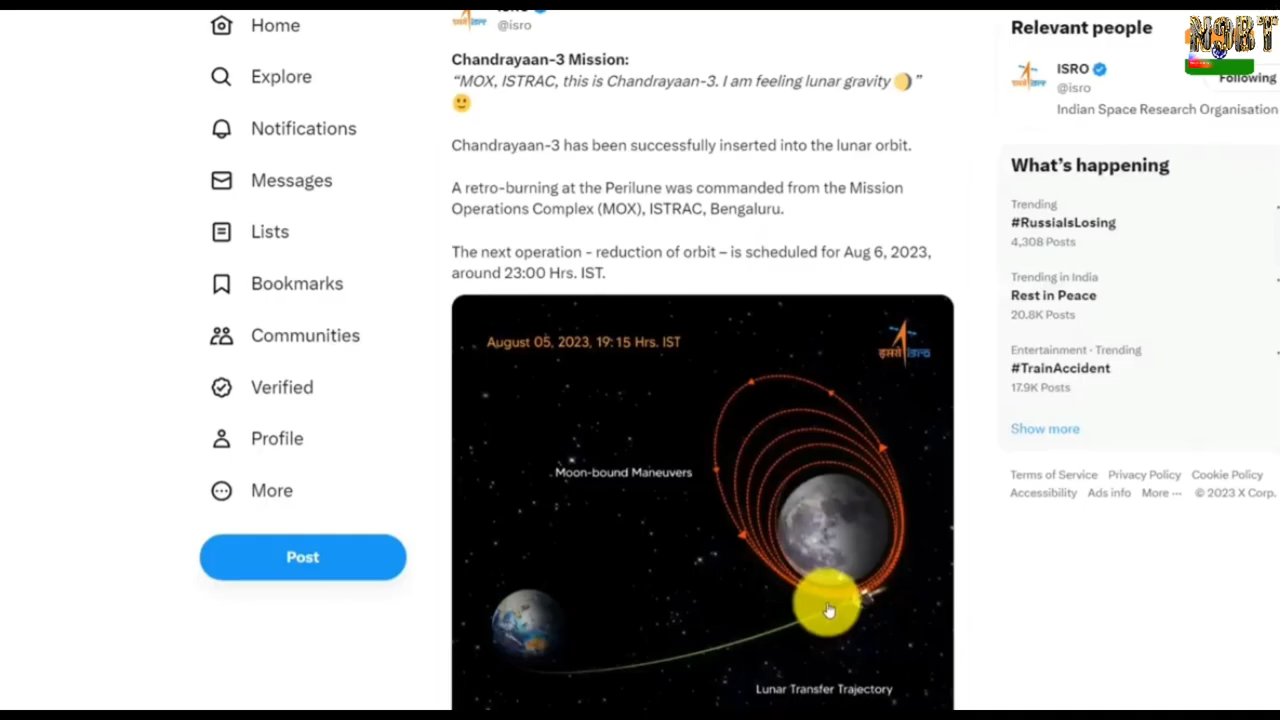 Home
Explore
Notifications
Messages
Lists
Bookmarks
Communities
Verified
Profile
More
Post
@isro
Chandrayaan-3 Mission:
“MOX, ISTRAC, this is Chandrayaan-3. I am feeling lunar gravity 🌖”
🙂
Chandrayaan-3 has been successfully inserted into the lunar orbit.
A retro-burning at the Perilune was commanded from the Mission
Operations Complex (MOX), ISTRAC, Bengaluru.
The next operation - reduction of orbit – is scheduled for Aug 6, 2023,
around 23:00 Hrs. IST.
August 05, 2023, 19:15 Hrs. IST
इसरो isro
Moon-bound Maneuvers
Lunar Transfer Trajectory
Relevant people
NOBT
ISRO
@isro
Following
Indian Space Research Organisation
What’s happening
Trending
#RussiaIsLosing
4,308 Posts
Trending in India
Rest in Peace
20.8K Posts
Entertainment · Trending
#TrainAccident
17.9K Posts
Show more
Terms of Service Privacy Policy Cookie Policy
Accessibility Ads info More ··· © 2023 X Corp.